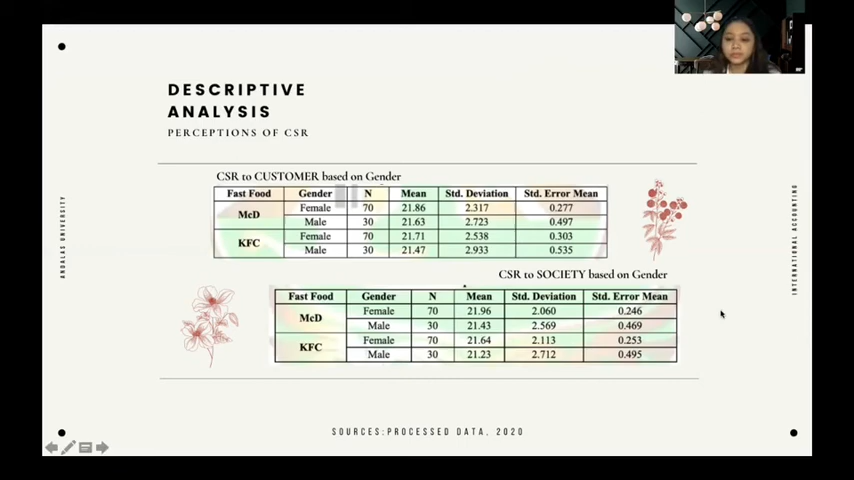 DESCRIPTIVE
ANALYSIS
PERCEPTIONS OF CSR
CSR to CUSTOMER based on Gender
Fast Food Gender N Mean Std. Deviation Std. Error Mean
McD Female 70 21.86 2.317 0.277
Male 30 21.63 2.723 0.497
KFC Female 70 21.71 2.538 0.303
Male 30 21.47 2.933 0.535
CSR to SOCIETY based on Gender
Fast Food Gender N Mean Std. Deviation Std. Error Mean
McD Female 70 21.96 2.060 0.246
Male 30 21.43 2.569 0.469
KFC Female 70 21.64 2.113 0.253
Male 30 21.23 2.712 0.495
ANDALAS UNIVERSITY
INTERNATIONAL ACCOUNTING
SOURCES:PROCESSED DATA, 2020